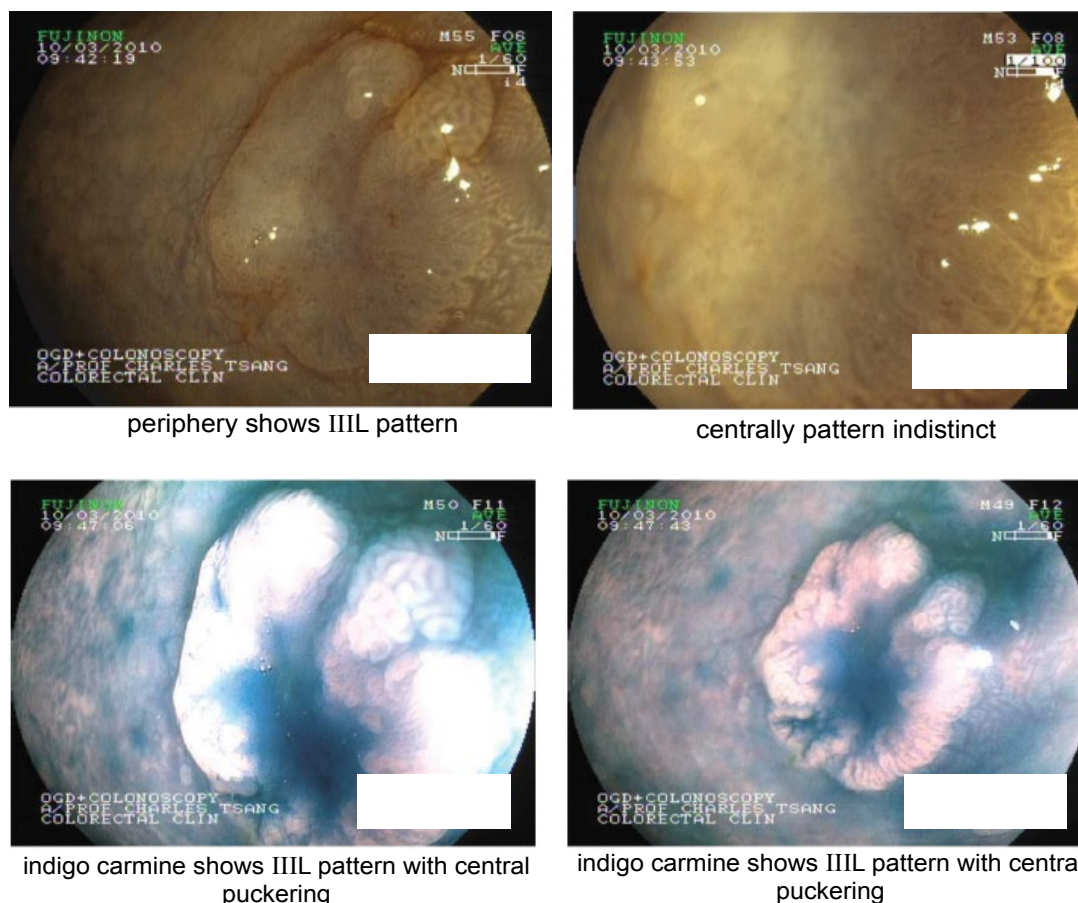 FUJINON
10/03/2010
09:42:19
M55 F06
AVE
1/60
N F
i4
OGD+COLONOSCOPY
A/PROF CHARLES TSANG
COLORECTAL CLIN
periphery shows IIIL pattern
FUJINON
10/03/2010
09:43:53
M53 F08
AVE
1/100
N F
OGD+COLONOSCOPY
A/PROF CHARLES TSANG
COLORECTAL CLIN
centrally pattern indistinct
FUJINON
10/03/2010
09:47:06
M50 F11
AVE
1/60
N F
OGD+COLONOSCOPY
A/PROF CHARLES TSANG
COLORECTAL CLIN
indigo carmine shows IIIL pattern with central
puckering
FUJINON
10/03/2010
09:47:43
M49 F12
AVE
1/60
N F
OGD+COLONOSCOPY
A/PROF CHARLES TSANG
COLORECTAL CLIN
indigo carmine shows IIIL pattern with centra
puckering